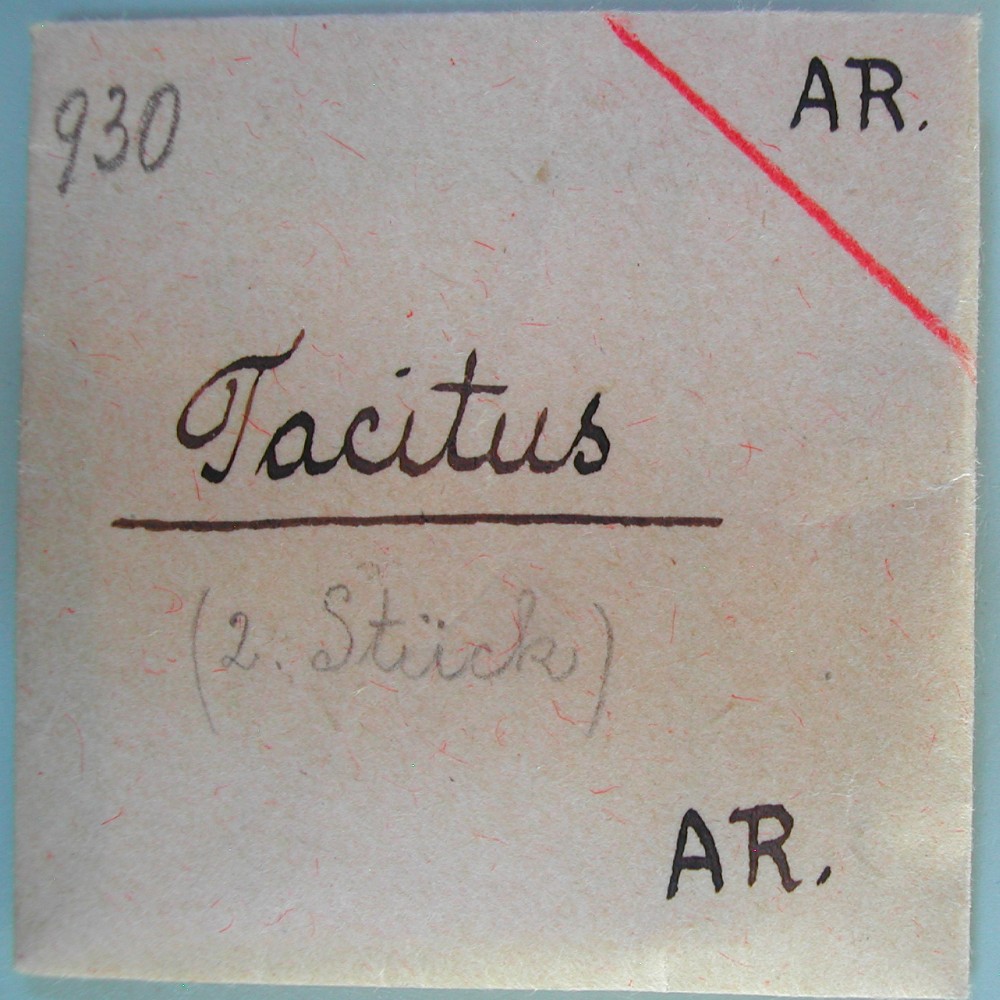 930
AR.
Tacitus
(2. Stück)
AR.